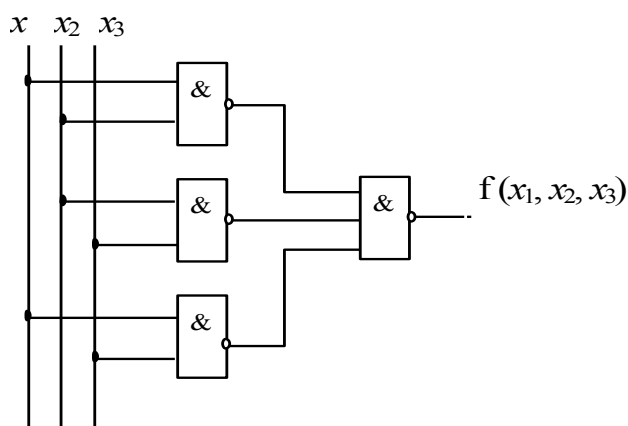 x x₂ x₃
&
&
&
&
f(x₁, x₂, x₃)